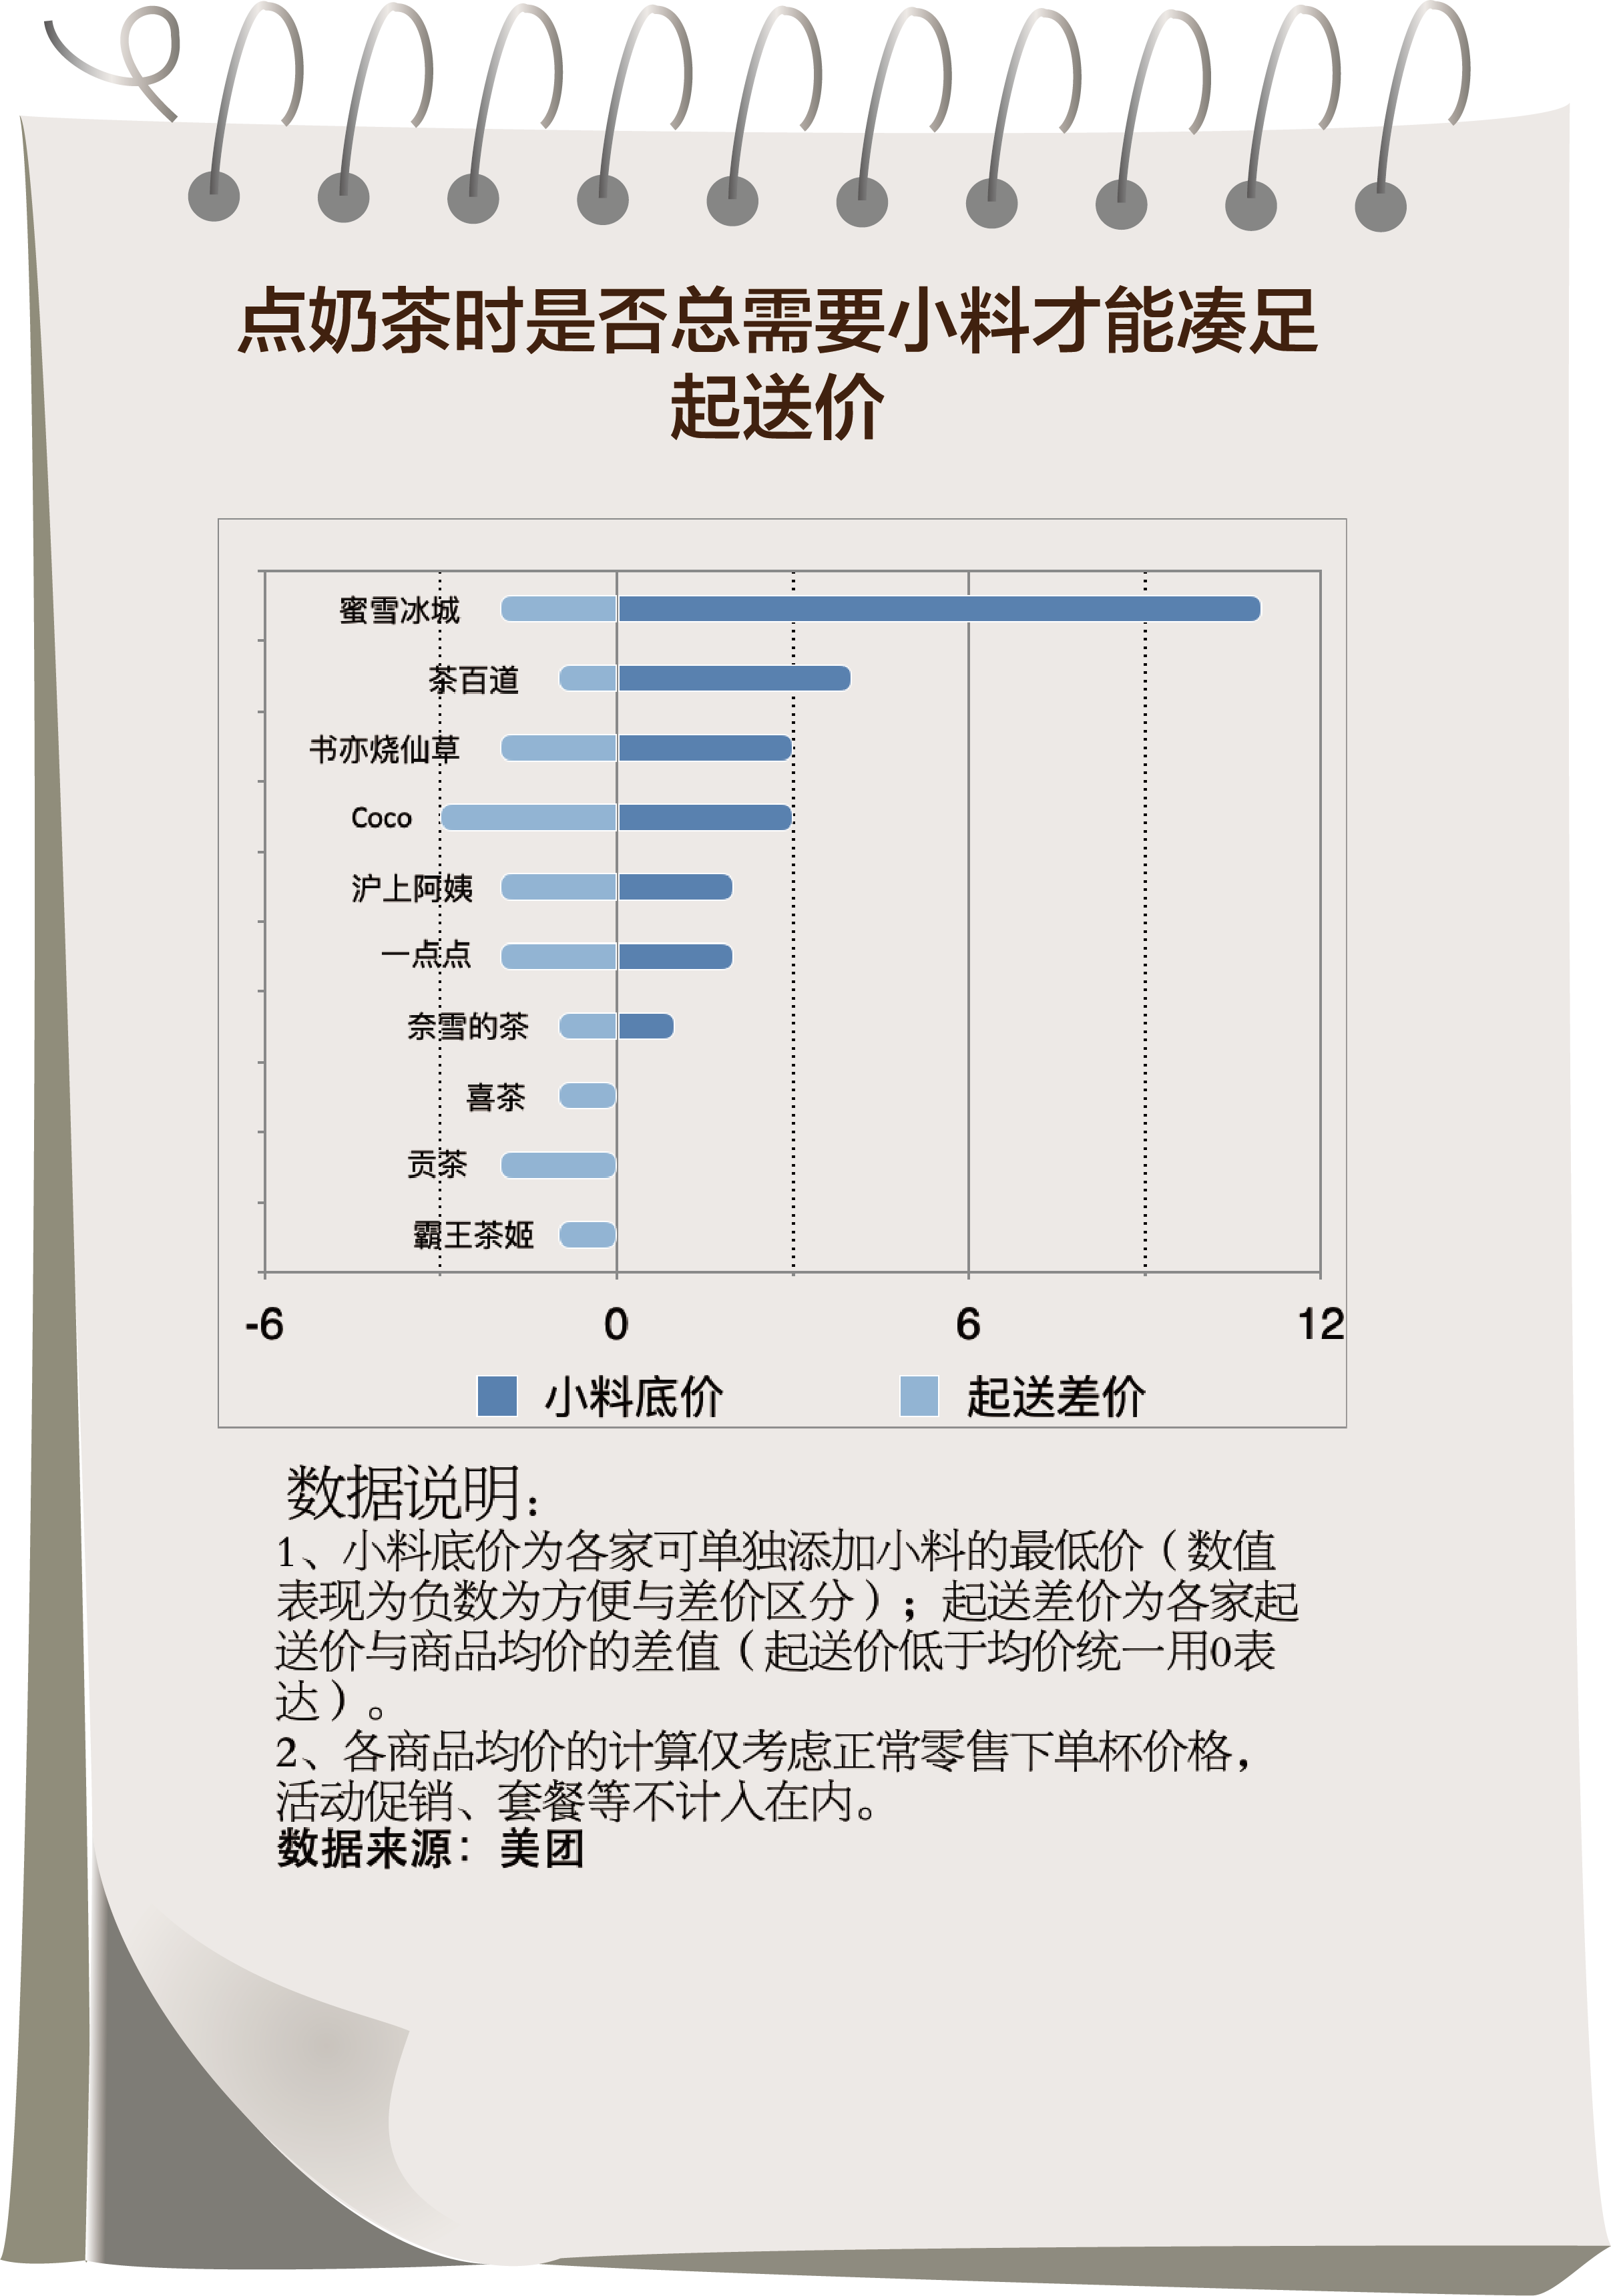 点奶茶时是否总需要小料才能凑足
起送价
蜜雪冰城
茶百道
书亦烧仙草
Coco
沪上阿姨
一点点
奈雪的茶
喜茶
贡茶
霸王茶姬
-6 0 6 12
小料底价 起送差价
数据说明：
1、小料底价为各家可单独添加小料的最低价（数值
表现为负数为方便与差价区分）；起送差价为各家起
送价与商品均价的差值（起送价低于均价统一用0表
达）。
2、各商品均价的计算仅考虑正常零售下单杯价格，
活动促销、套餐等不计入在内。
数据来源：美团